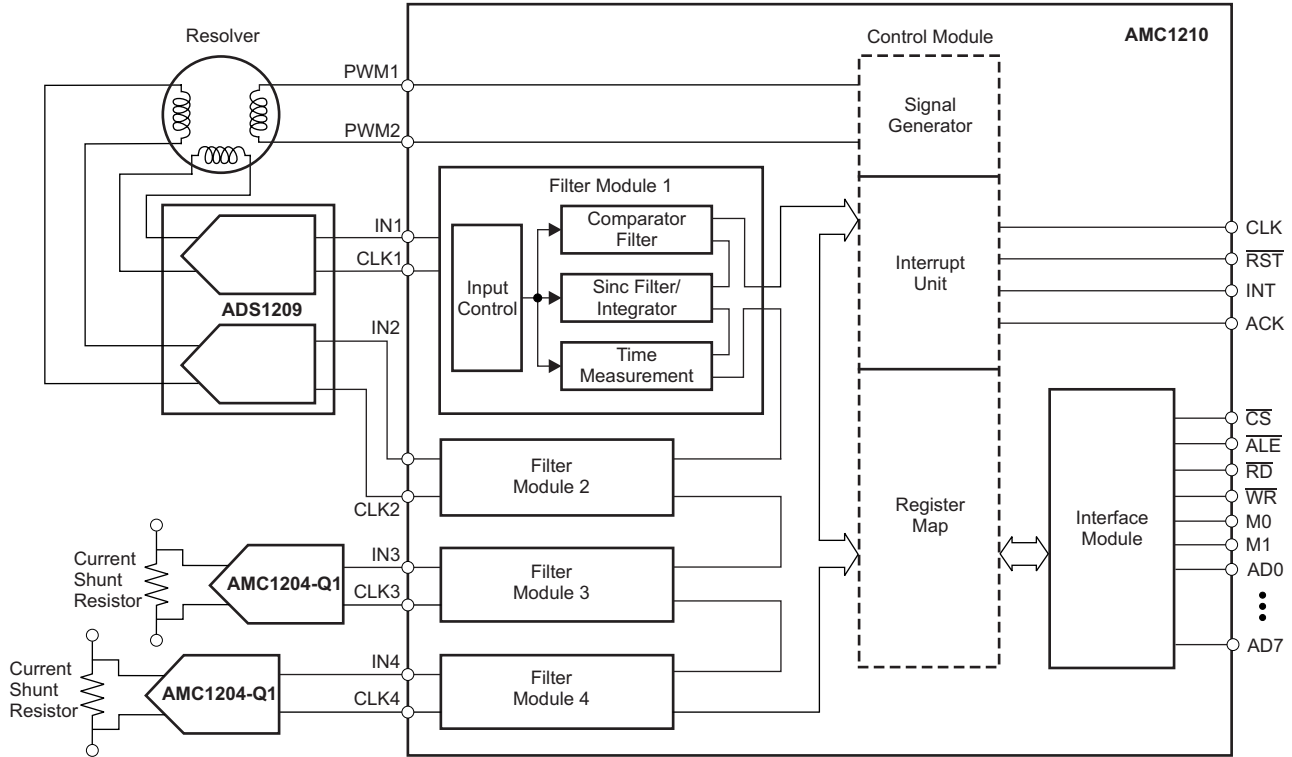 Resolver
Control Module
AMC1210
PWM1
Signal
Generator
PWM2
Filter Module 1
IN1
Comparator
Filter
CLK
CLK1
RST
Input
Control
Sinc Filter/
Integrator
Interrupt
Unit
INT
ADS1209
IN2
ACK
Time
Measurement
CS
ALE
Filter
Module 2
RD
WR
CLK2
Register
Map
Interface
Module
M0
M1
Current
Shunt
Resistor
AMC1204-Q1
IN3
CLK3
Filter
Module 3
AD0
AD7
Current
Shunt
Resistor
AMC1204-Q1
IN4
CLK4
Filter
Module 4